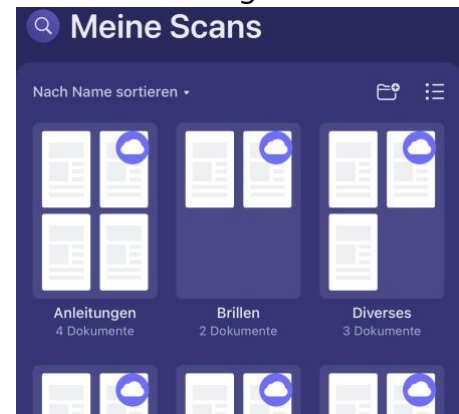 Meine Scans
Nach Name sortieren
Anleitungen
4 Dokumente
Brillen
2 Dokumente
Diverses
3 Dokumente